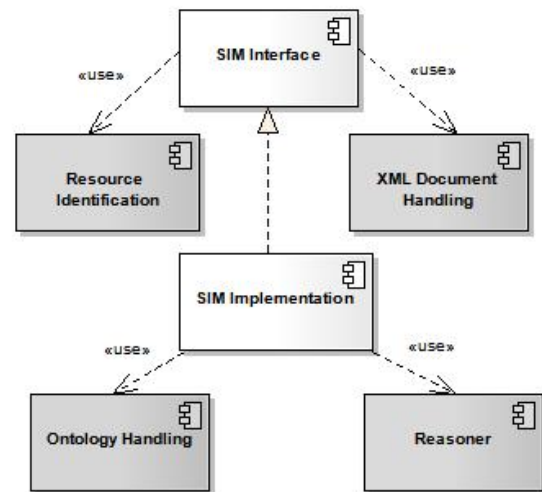 SIM Interface
«use»
«use»
Resource
Identification
XML Document
Handling
SIM Implementation
«use»
«use»
Ontology Handling
Reasoner